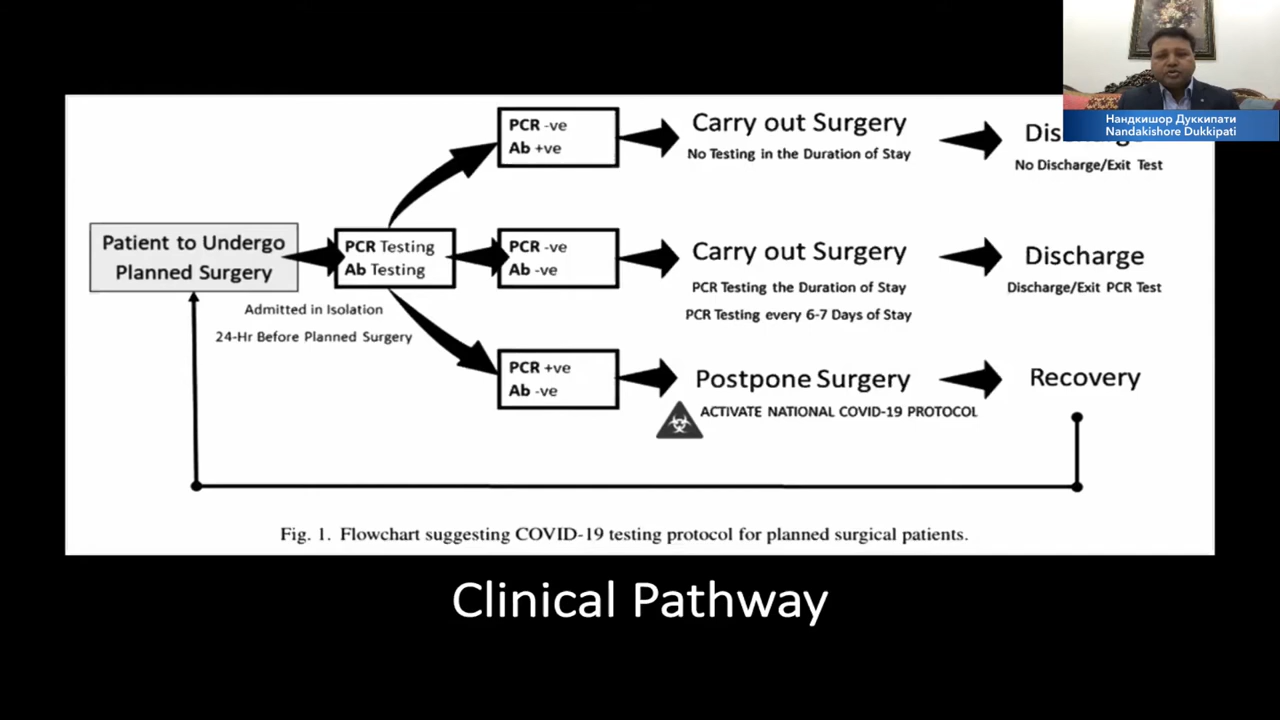 Нандкишор Дуккипати
Nandakishore Dukkipati
PCR -ve
Ab +ve
Carry out Surgery
No Testing in the Duration of Stay
No Discharge/Exit Test
Patient to Undergo
Planned Surgery
PCR Testing
Ab Testing
Admitted in Isolation
24-Hr Before Planned Surgery
PCR -ve
Ab -ve
Carry out Surgery
PCR Testing the Duration of Stay
PCR Testing every 6-7 Days of Stay
Discharge
Discharge/Exit PCR Test
PCR +ve
Ab -ve
Postpone Surgery
ACTIVATE NATIONAL COVID-19 PROTOCOL
Recovery
Fig. 1. Flowchart suggesting COVID-19 testing protocol for planned surgical patients.
Clinical Pathway